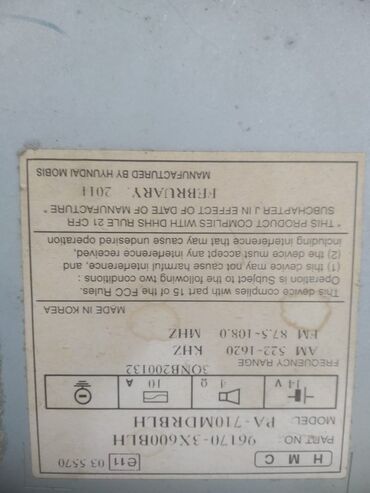 H M C
e11 03 5570
PART NO: 96170-3X600BLH
MODEL: PA-710MDRBLH
14 V 4 Ω 10 A
3ONB200132
FREQUENCY RANGE
AM 522-1620 KHZ
FM 87.5-108.0 MHZ
MADE IN KOREA
This device complies with part 15 of the FCC Rules.
Operation is Subject to the following two conditions :
(1) this device may not cause harmful interference, and,
(2) the device must accept any interference received,
including interference that may cause undesired operation
"THIS PRODUCT COMPLIES WITH DHHS RULE 21 CFR
SUBCHAPTER J IN EFFECT OF DATE OF MANUFACTURE"
FEBRUARY. 2011
MANUFACTURED BY HYUNDAI MOBIS